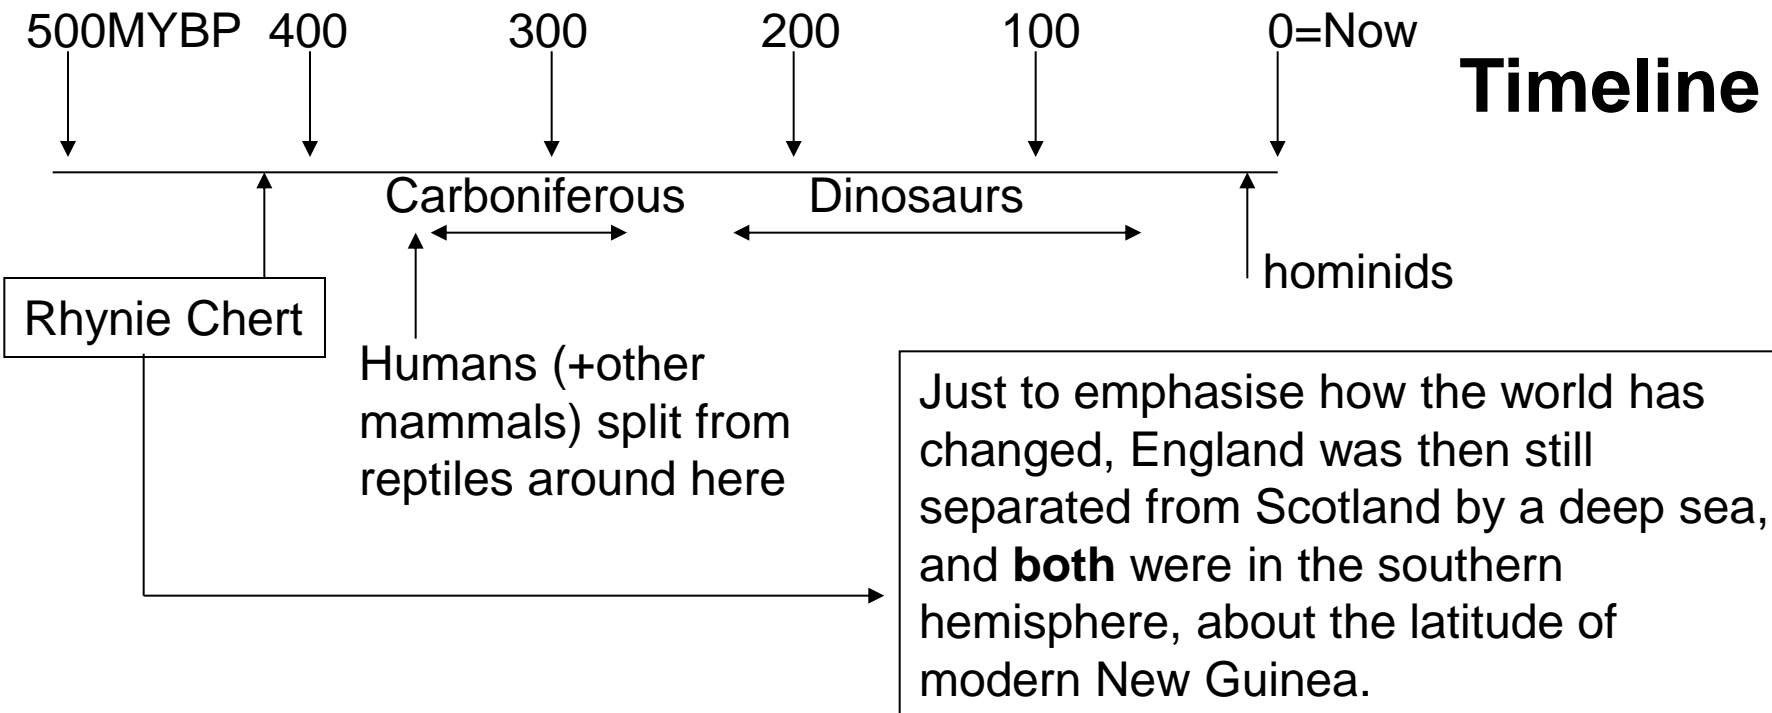 500MYBP 400 300 200 100 0=Now
Timeline
Carboniferous Dinosaurs
hominids
Rhynie Chert
Humans (+other
mammals) split from
reptiles around here
Just to emphasise how the world has
changed, England was then still
separated from Scotland by a deep sea,
and both were in the southern
hemisphere, about the latitude of
modern New Guinea.